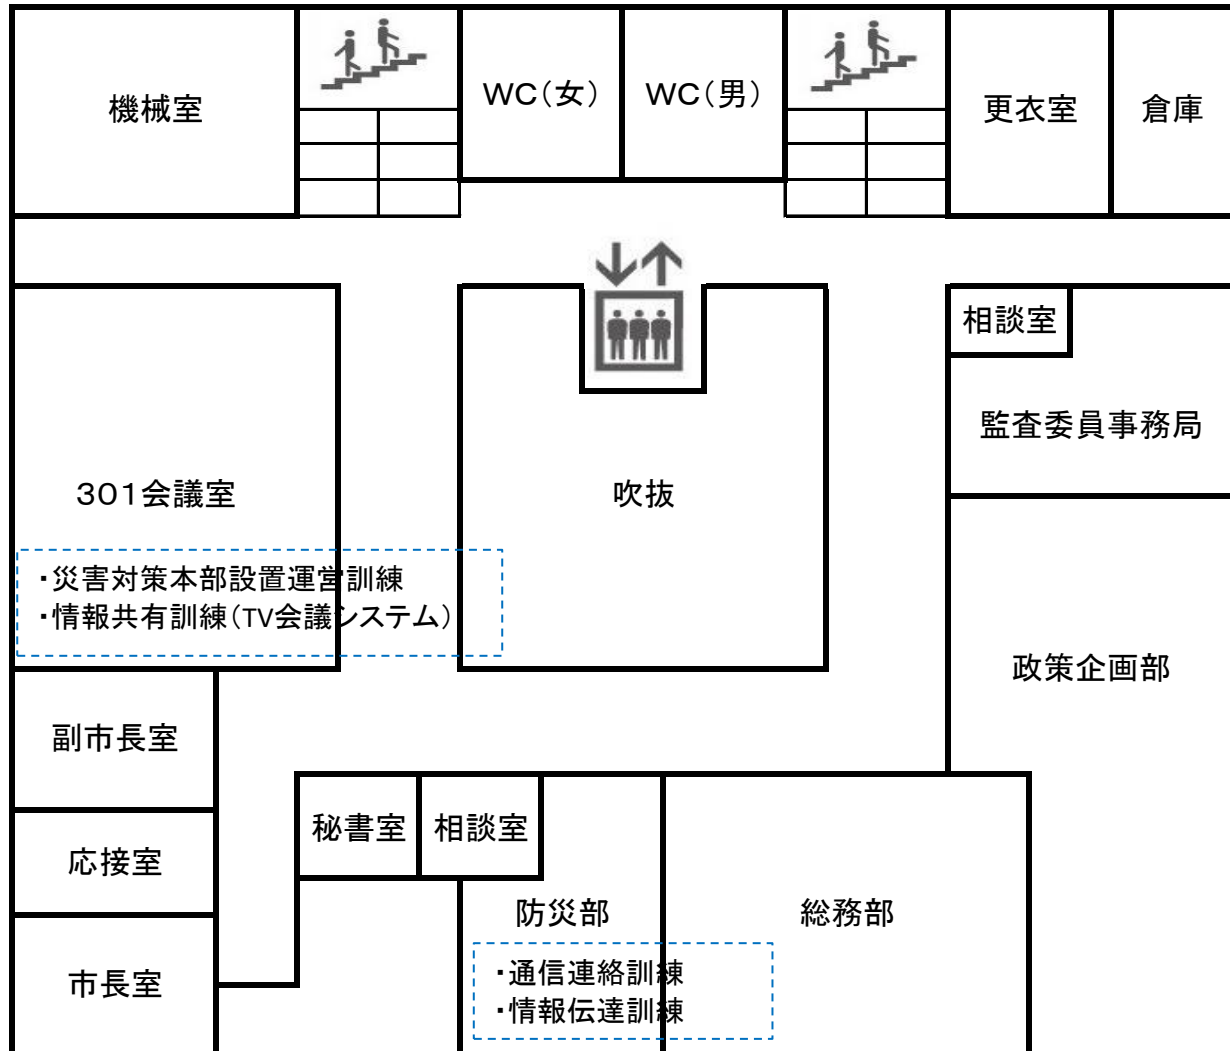 機械室
WC(女)
WC(男)
更衣室
倉庫
相談室
監査委員事務局
301会議室
吹抜
・災害対策本部設置運営訓練
・情報共有訓練(TV会議システム)
政策企画部
副市長室
秘書室
相談室
応接室
防災部
総務部
市長室
・通信連絡訓練
・情報伝達訓練